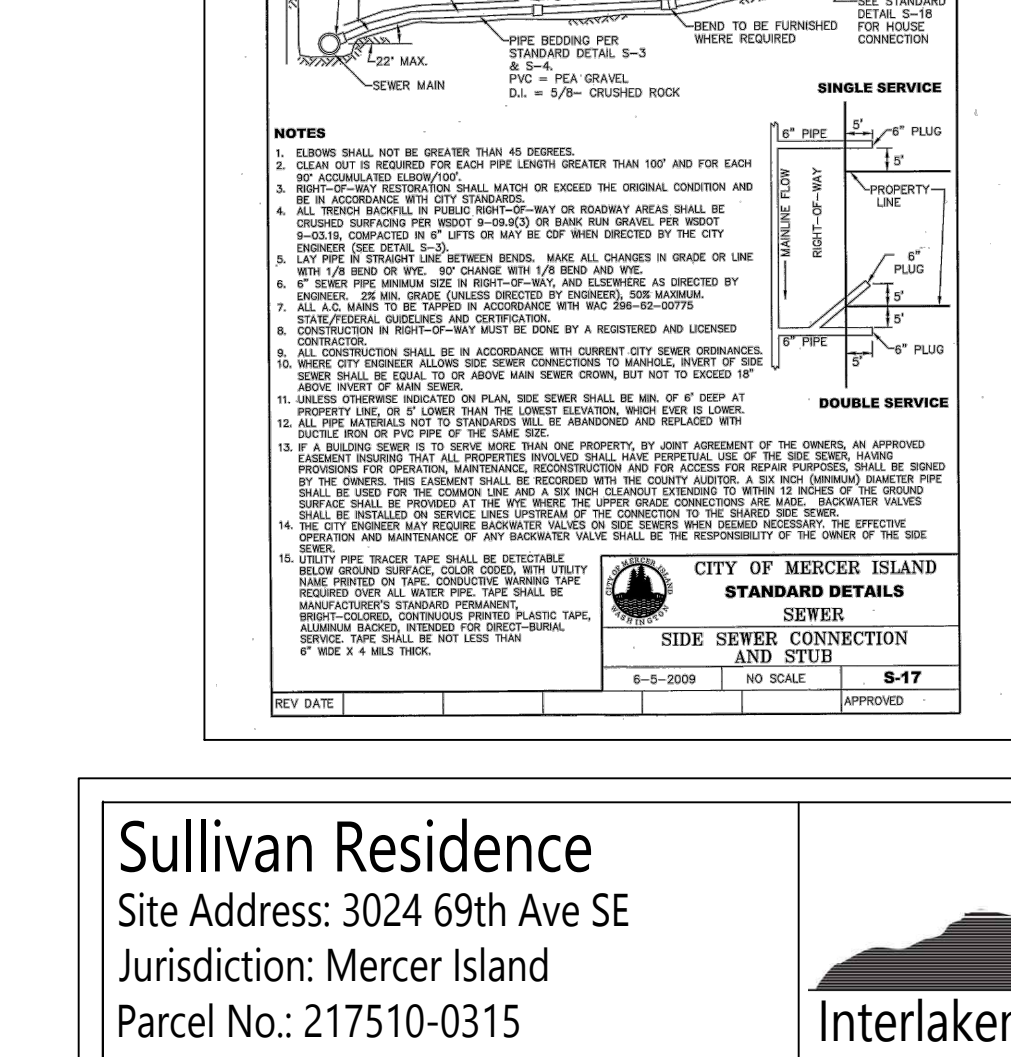 SEE STANDARD
DETAIL S-18
FOR HOUSE
CONNECTION
BEND TO BE FURNISHED
WHERE REQUIRED
PIPE BEDDING PER
STANDARD DETAIL S-3
& S-4.
PVC = PEA GRAVEL
D.I. = 5/8- CRUSHED ROCK
22° MAX.
SEWER MAIN
SINGLE SERVICE
6" PIPE
5'
6" PLUG
5'
PROPERTY
LINE
MAINLINE FLOW
RIGHT-OF-WAY
6"
PLUG
5'
5'
6" PIPE
5'
6" PLUG
DOUBLE SERVICE
NOTES
1. ELBOWS SHALL NOT BE GREATER THAN 45 DEGREES.
2. CLEAN OUT IS REQUIRED FOR EACH PIPE LENGTH GREATER THAN 100' AND FOR EACH
90° ACCUMULATED ELBOW/100'.
3. RIGHT-OF-WAY RESTORATION SHALL MATCH OR EXCEED THE ORIGINAL CONDITION AND
BE IN ACCORDANCE WITH CITY STANDARDS.
4. ALL TRENCH BACKFILL IN PUBLIC RIGHT-OF-WAY OR ROADWAY AREAS SHALL BE
CRUSHED SURFACING PER WSDOT 9-09.9(3) OR BANK RUN GRAVEL PER WSDOT
9-03.19, COMPACTED IN 6" LIFTS OR MAY BE CDF WHEN DIRECTED BY THE CITY
ENGINEER (SEE DETAIL S-3).
5. LAY PIPE IN STRAIGHT LINE BETWEEN BENDS. MAKE ALL CHANGES IN GRADE OR LINE
WITH 1/8 BEND OR WYE. 90° CHANGE WITH 1/8 BEND AND WYE.
6. 6" SEWER PIPE MINIMUM SIZE IN RIGHT-OF-WAY, AND ELSEWHERE AS DIRECTED BY
ENGINEER. 2% MIN. GRADE (UNLESS DIRECTED BY ENGINEER), 50% MAXIMUM.
7. ALL A.C. MAINS TO BE TAPPED IN ACCORDANCE WITH WAC 296-62-00775
STATE/FEDERAL GUIDELINES AND CERTIFICATION.
8. CONSTRUCTION IN RIGHT-OF-WAY MUST BE DONE BY A REGISTERED AND LICENSED
CONTRACTOR.
9. ALL CONSTRUCTION SHALL BE IN ACCORDANCE WITH CURRENT CITY SEWER ORDINANCES.
10. WHERE CITY ENGINEER ALLOWS SIDE SEWER CONNECTIONS TO MANHOLE, INVERT OF SIDE
SEWER SHALL BE EQUAL TO OR ABOVE MAIN SEWER CROWN, BUT NOT TO EXCEED 18"
ABOVE INVERT OF MAIN SEWER.
11. UNLESS OTHERWISE INDICATED ON PLAN, SIDE SEWER SHALL BE MIN. OF 6' DEEP AT
PROPERTY LINE, OR 5' LOWER THAN THE LOWEST ELEVATION, WHICH EVER IS LOWER.
12. ALL PIPE MATERIALS NOT TO STANDARDS WILL BE ABANDONED AND REPLACED WITH
DUCTILE IRON OR PVC PIPE OF THE SAME SIZE.
13. IF A BUILDING SEWER IS TO SERVE MORE THAN ONE PROPERTY, BY JOINT AGREEMENT OF THE OWNERS, AN APPROVED
EASEMENT INSURING THAT ALL PROPERTIES INVOLVED SHALL HAVE PERPETUAL USE OF THE SIDE SEWER, HAVING
PROVISIONS FOR OPERATION, MAINTENANCE, RECONSTRUCTION AND FOR ACCESS FOR REPAIR PURPOSES, SHALL BE SIGNED
BY THE OWNERS. THIS EASEMENT SHALL BE RECORDED WITH THE COUNTY AUDITOR. A SIX INCH (MINIMUM) DIAMETER PIPE
SHALL BE USED FOR THE COMMON LINE AND A SIX INCH CLEANOUT EXTENDING TO WITHIN 12 INCHES OF THE GROUND
SURFACE SHALL BE PROVIDED AT THE WYE WHERE THE UPPER GRADE CONNECTIONS ARE MADE. BACKWATER VALVES
SHALL BE INSTALLED ON SERVICE LINES UPSTREAM OF THE CONNECTION TO THE SHARED SIDE SEWER.
14. THE CITY ENGINEER MAY REQUIRE BACKWATER VALVES ON SIDE SEWERS WHEN DEEMED NECESSARY. THE EFFECTIVE
OPERATION AND MAINTENANCE OF ANY BACKWATER VALVE SHALL BE THE RESPONSIBILITY OF THE OWNER OF THE SIDE
SEWER.
15. UTILITY PIPE TRACER TAPE SHALL BE DETECTABLE
BELOW GROUND SURFACE, COLOR CODED, WITH UTILITY
NAME PRINTED ON TAPE. CONDUCTIVE WARNING TAPE
REQUIRED OVER ALL WATER PIPE. TAPE SHALL BE
MANUFACTURER'S STANDARD PERMANENT,
BRIGHT-COLORED, CONTINUOUS PRINTED PLASTIC TAPE,
ALUMINUM BACKED, INTENDED FOR DIRECT-BURIAL
SERVICE. TAPE SHALL BE NOT LESS THAN
6" WIDE X 4 MILS THICK.
CITY OF MERCER ISLAND
WASHINGTON
CITY OF MERCER ISLAND
STANDARD DETAILS
SEWER
SIDE SEWER CONNECTION
AND STUB
6-5-2009 NO SCALE S-17
REV DATE APPROVED
Sullivan Residence
Site Address: 3024 69th Ave SE
Jurisdiction: Mercer Island
Parcel No.: 217510-0315
Interlaken